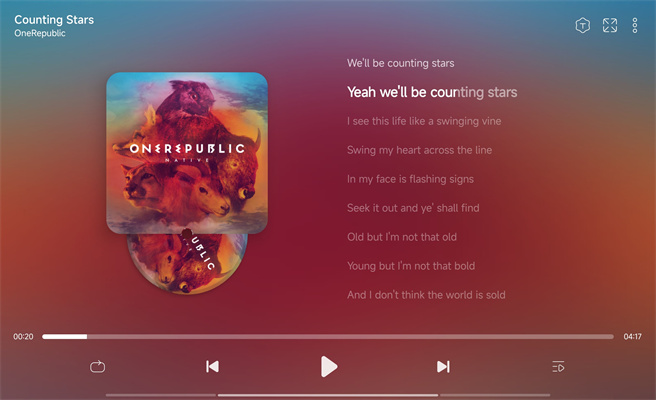 Counting Stars
OneRepublic
T
ONEREPUBLIC
NATIVE
We'll be counting stars
Yeah we'll be counting stars
I see this life like a swinging vine
Swing my heart across the line
In my face is flashing signs
Seek it out and ye' shall find
Old but I'm not that old
Young but I'm not that bold
And I don't think the world is sold
00:20
04:17